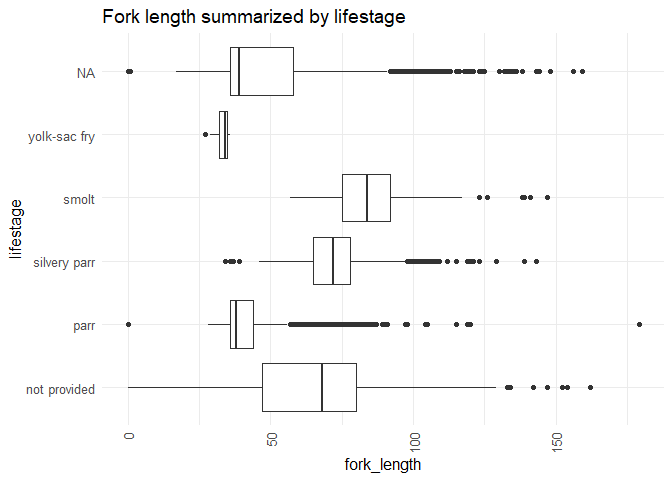 Fork length summarized by lifestage
lifestage
NA
yolk-sac fry
smolt
silvery parr
parr
not provided
0
50
100
150
fork_length